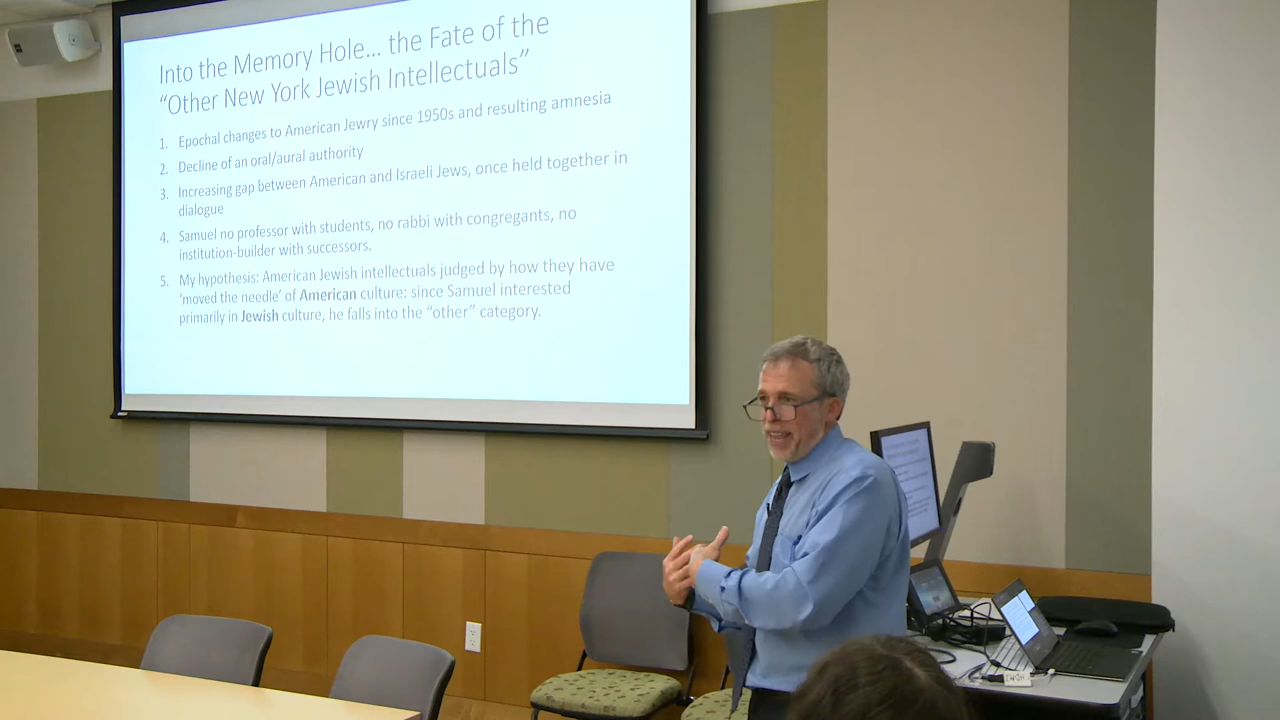 Into the Memory Hole... the Fate of the
“Other New York Jewish Intellectuals”
1. Epochal changes to American Jewry since 1950s and resulting amnesia
2. Decline of an oral/aural authority
3. Increasing gap between American and Israeli Jews, once held together in
dialogue
4. Samuel no professor with students, no rabbi with congregants, no
institution-builder with successors.
5. My hypothesis: American Jewish intellectuals judged by how they have
‘moved the needle’ of American culture: since Samuel interested
primarily in Jewish culture, he falls into the “other” category.